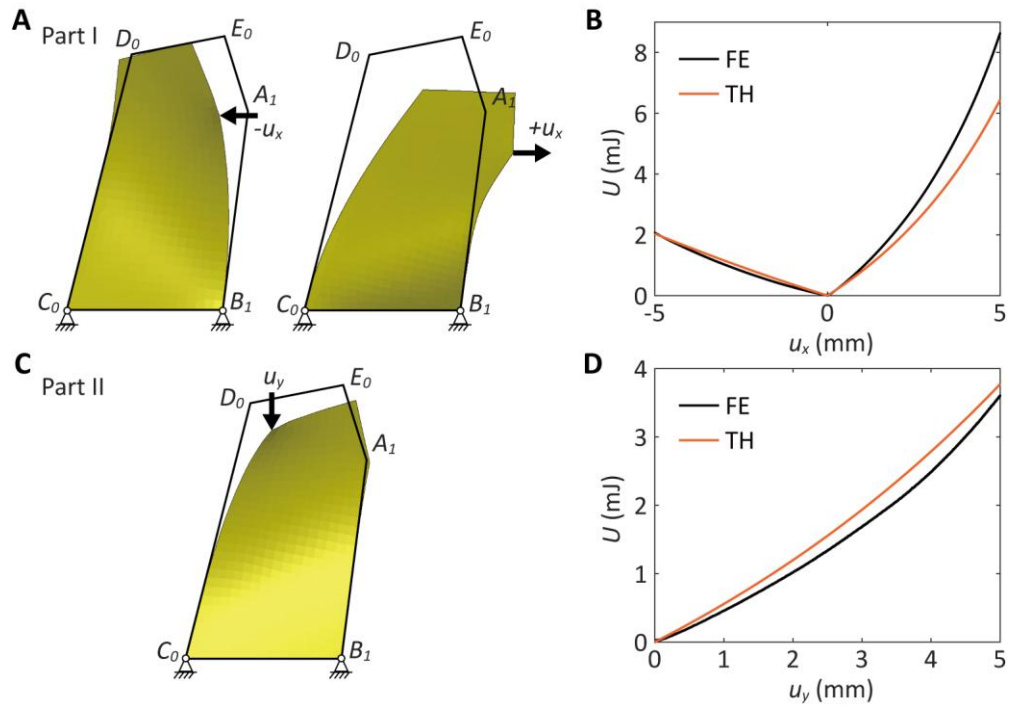 A
Part I
D₀
E₀
A₁
-uₓ
C₀
B₁
D₀
E₀
A₁
+uₓ
C₀
B₁
B
8
6
4
2
0
U (mJ)
FE
TH
-5
0
5
uₓ (mm)
C
Part II
u_y
D₀
E₀
A₁
C₀
B₁
D
4
3
2
1
0
U (mJ)
FE
TH
0
1
2
3
4
5
u_y (mm)